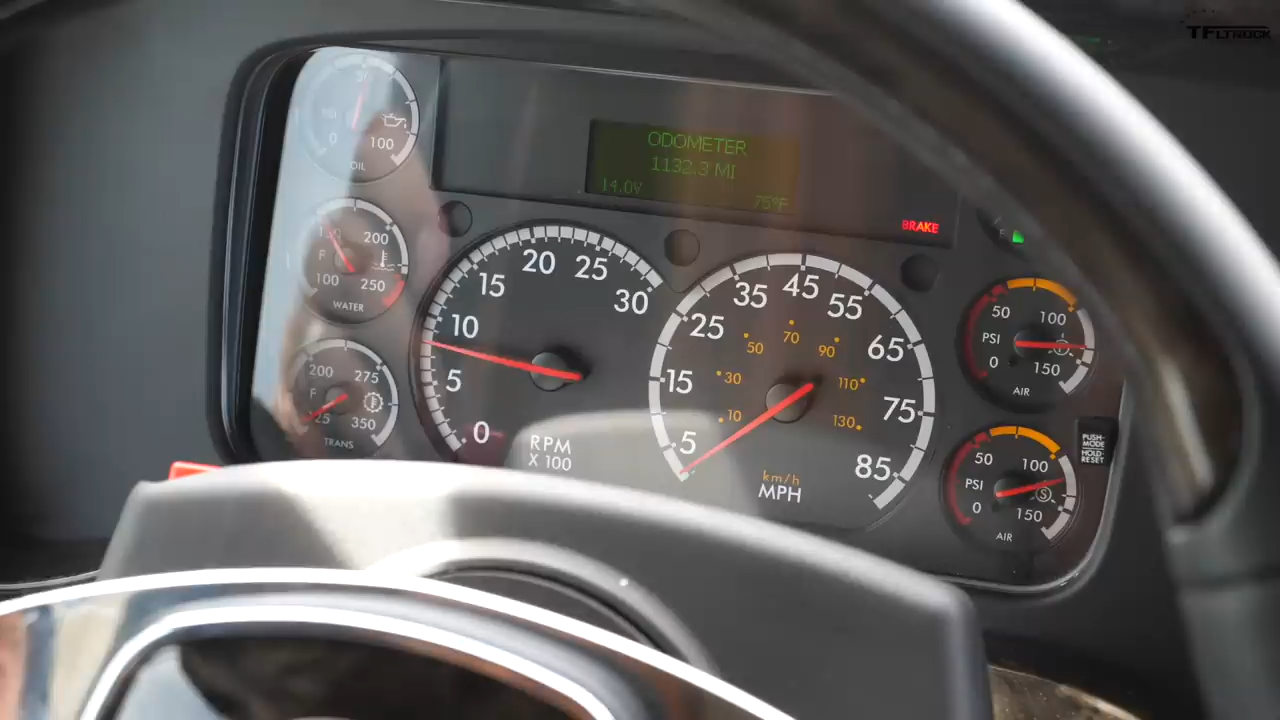 TFLTRUCK
ODOMETER
1132.3 MI
14.0V
75°F
BRAKE
0
100
OIL
200
F
100
250
WATER
200
275
F
350
TRANS
0
5
10
15
20
25
30
RPM
X 100
5
15
25
35
45
55
65
75
85
10
30
50
70
90
110
130
km/h
MPH
50
100
PSI
0
150
AIR
50
100
PSI
0
150
S
AIR
PUSH-
MODE
HOLD-
RESET